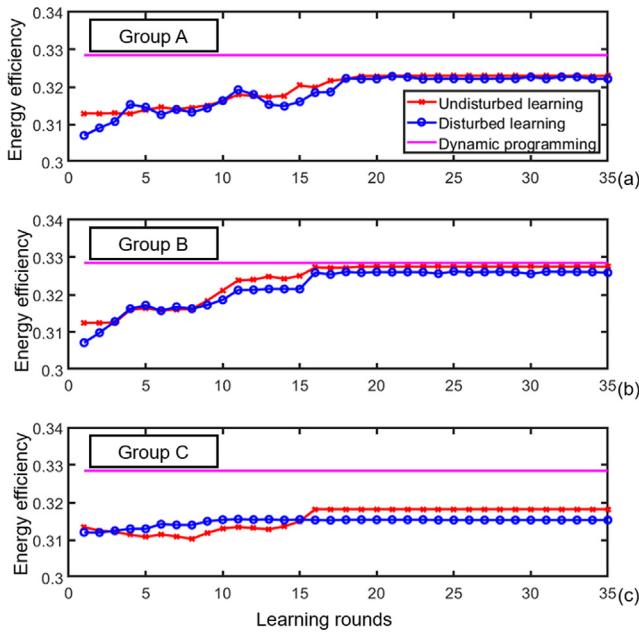 0.34
Group A
0.33
0.32
0.31
0.3
Energy efficiency
Undisturbed learning
Disturbed learning
Dynamic programming
0 5 10 15 20 25 30 35
(a)
0.34
Group B
0.33
0.32
0.31
0.3
Energy efficiency
0 5 10 15 20 25 30 35
(b)
0.34
Group C
0.33
0.32
0.31
0.3
Energy efficiency
0 5 10 15 20 25 30 35
(c)
Learning rounds